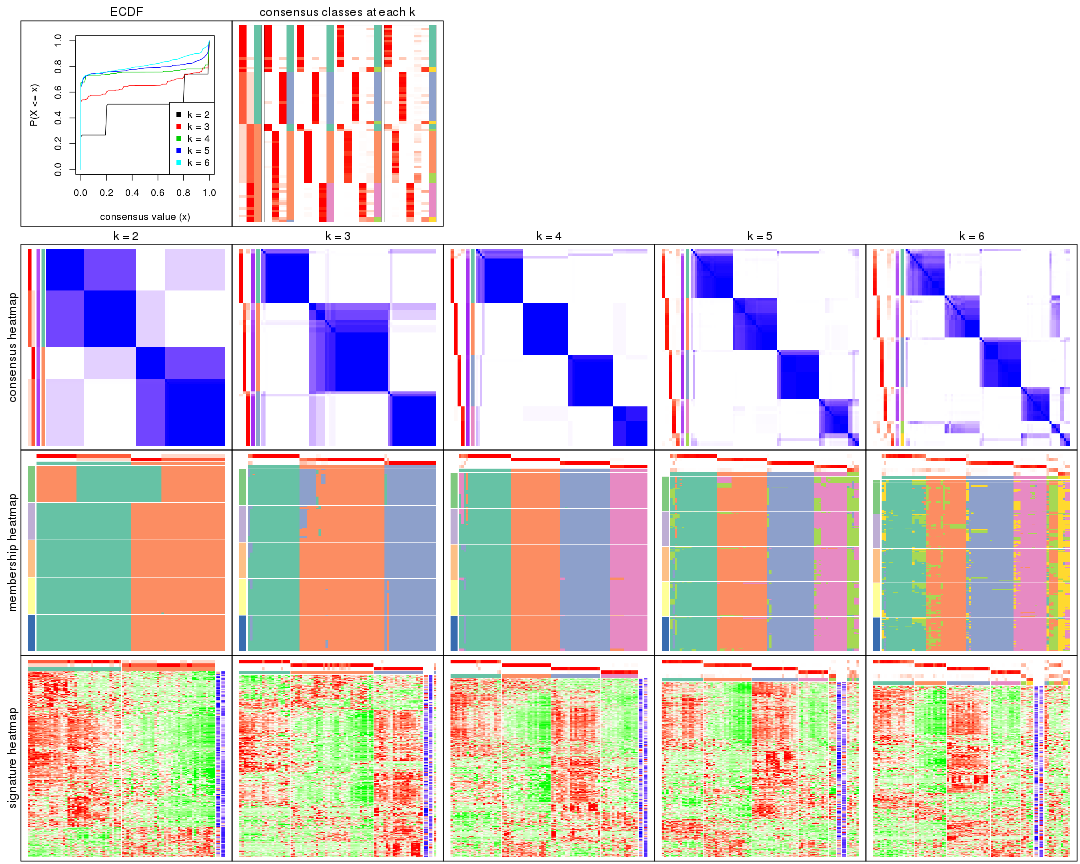 ECDF
consensus classes at each k
P(X <= x)
0.0 0.2 0.4 0.6 0.8 1.0
k = 2
k = 3
k = 4
k = 5
k = 6
0.0 0.2 0.4 0.6 0.8 1.0
consensus value (x)
k = 2 k = 3 k = 4 k = 5 k = 6
consensus heatmap
membership heatmap
signature heatmap